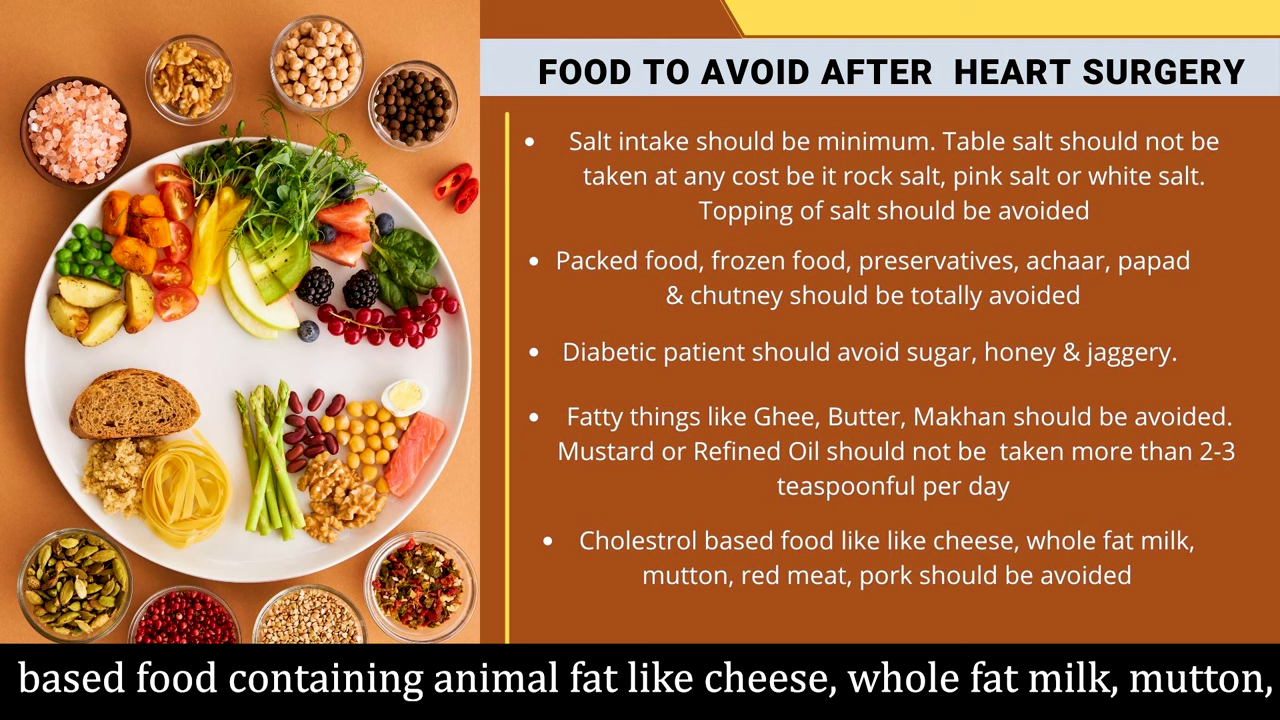 FOOD TO AVOID AFTER HEART SURGERY
• Salt intake should be minimum. Table salt should not be
taken at any cost be it rock salt, pink salt or white salt.
Topping of salt should be avoided
• Packed food, frozen food, preservatives, achaar, papad
& chutney should be totally avoided
• Diabetic patient should avoid sugar, honey & jaggery.
• Fatty things like Ghee, Butter, Makhan should be avoided.
Mustard or Refined Oil should not be taken more than 2-3
teaspoonful per day
• Cholestrol based food like like cheese, whole fat milk,
mutton, red meat, pork should be avoided
based food containing animal fat like cheese, whole fat milk, mutton,